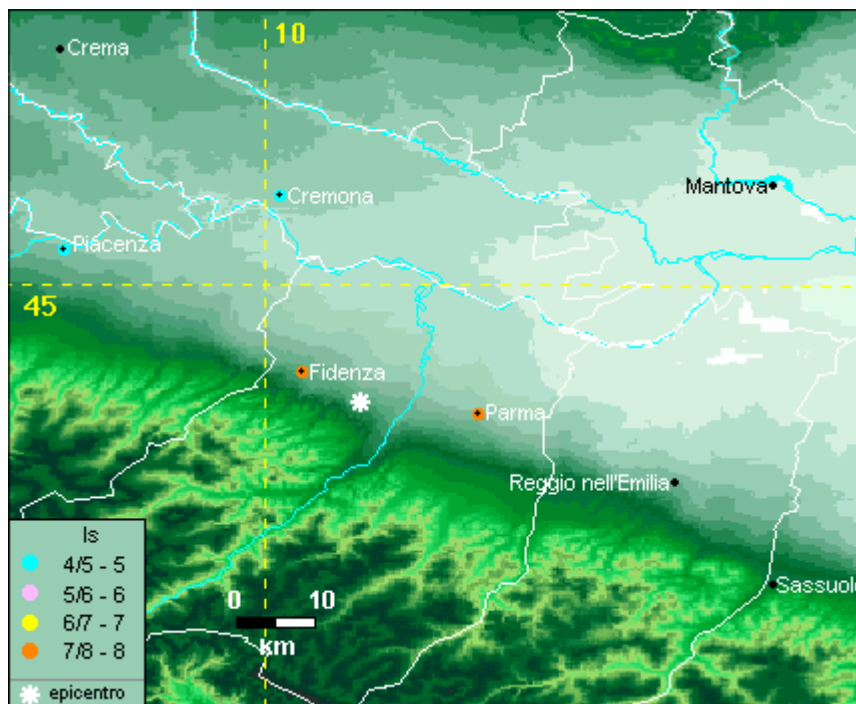 10
Crema
Mantova
Cremona
Piacenza
45
Fidenza
Parma
Reggio nell'Emilia
Sassuolo
Is
4/5 - 5
5/6 - 6
6/7 - 7
7/8 - 8
epicentro
0 10
km